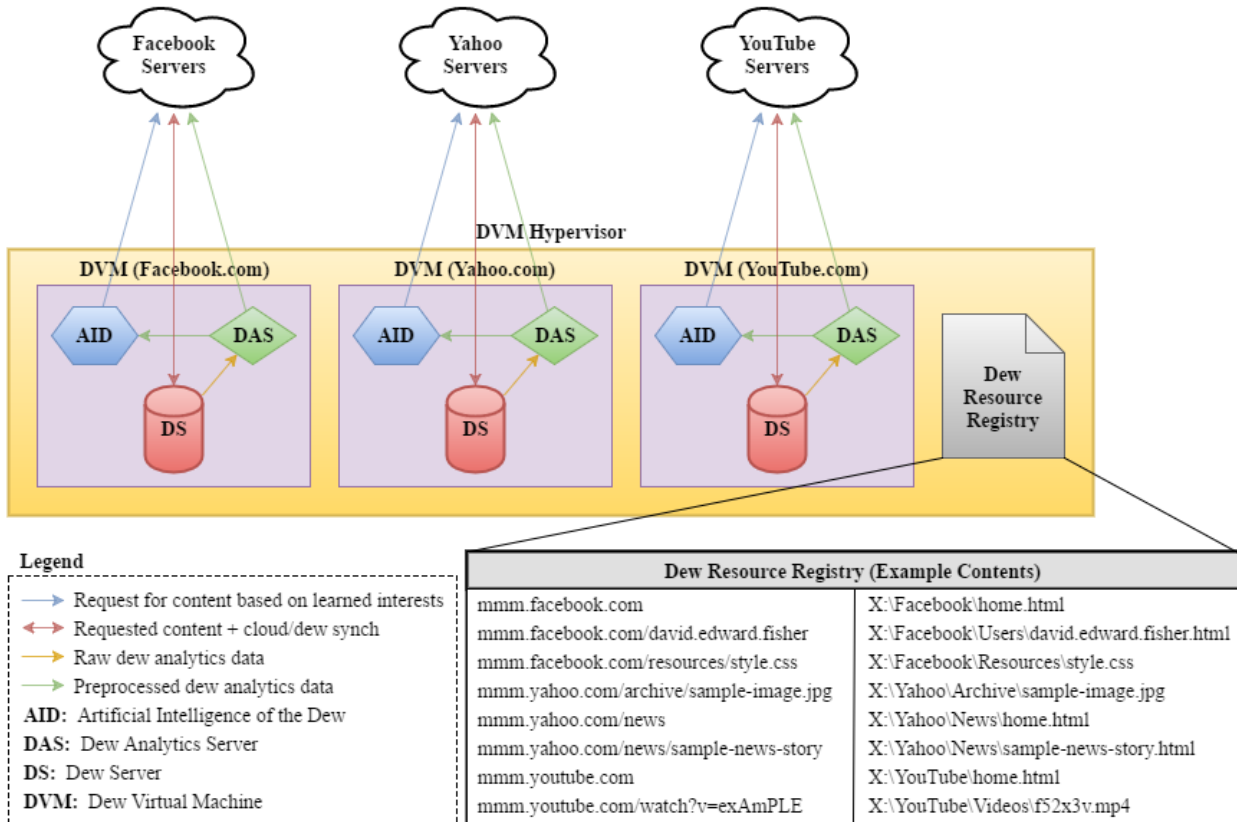 Facebook
Servers
Yahoo
Servers
YouTube
Servers
DVM Hypervisor
DVM (Facebook.com)
DVM (Yahoo.com)
DVM (YouTube.com)
AID
DAS
DS
AID
DAS
DS
AID
DAS
DS
Dew
Resource
Registry
Legend
Request for content based on learned interests
Requested content + cloud/dew synch
Raw dew analytics data
Preprocessed dew analytics data
AID: Artificial Intelligence of the Dew
DAS: Dew Analytics Server
DS: Dew Server
DVM: Dew Virtual Machine
Dew Resource Registry (Example Contents)
mmm.facebook.com X:\Facebook\home.html
mmm.facebook.com/david.edward.fisher X:\Facebook\Users\david.edward.fisher.html
mmm.facebook.com/resources/style.css X:\Facebook\Resources\style.css
mmm.yahoo.com/archive/sample-image.jpg X:\Yahoo\Archive\sample-image.jpg
mmm.yahoo.com/news X:\Yahoo\News\home.html
mmm.yahoo.com/news/sample-news-story X:\Yahoo\News\sample-news-story.html
mmm.youtube.com X:\YouTube\home.html
mmm.youtube.com/watch?v=exAmPLE X:\YouTube\Videos\f52x3v.mp4